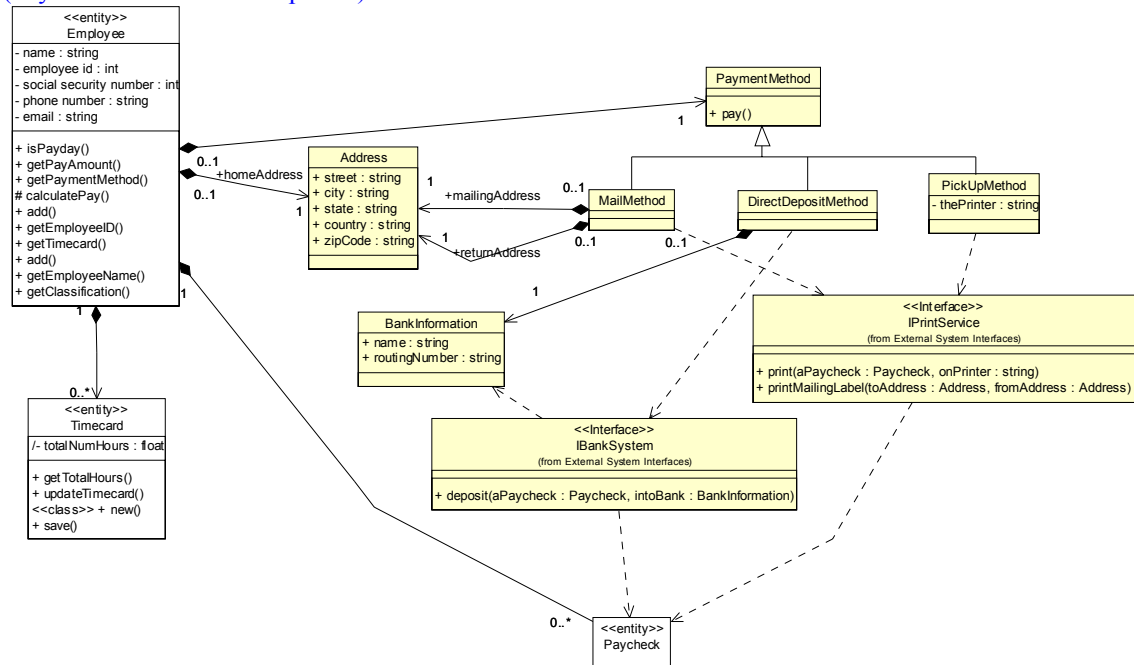 <<entity>>
Employee
- name : string
- employee id : int
- social security number : int
- phone number : string
- email : string
+ isPayday()
+ getPayAmount()
+ getPaymentMethod()
# calculatePay()
+ add()
+ getEmployeeID()
+ getTimecard()
+ add()
+ getEmployeeName()
+ getClassification()
PaymentMethod
+ pay()
1
0..1
+homeAddress
0..1
1
Address
+ street : string
+ city : string
+ state : string
+ country : string
+ zipCode : string
1
+mailingAddress
0..1
1
+returnAddress
0..1
MailMethod
0..1
DirectDepositMethod
PickUpMethod
- thePrinter : string
1
1
1
BankInformation
+ name : string
+ routingNumber : string
<<Interface>>
IPrintService
(from External System Interfaces)
+ print(aPaycheck : Paycheck, onPrinter : string)
+ printMailingLabel(toAddress : Address, fromAddress : Address)
0..*
<<entity>>
Timecard
/- totalNumHours : float
+ getTotalHours()
+ updateTimecard()
<<class>> + new()
+ save()
<<Interface>>
IBankSystem
(from External System Interfaces)
+ deposit(aPaycheck : Paycheck, intoBank : BankInformation)
0..*
<<entity>>
Paycheck